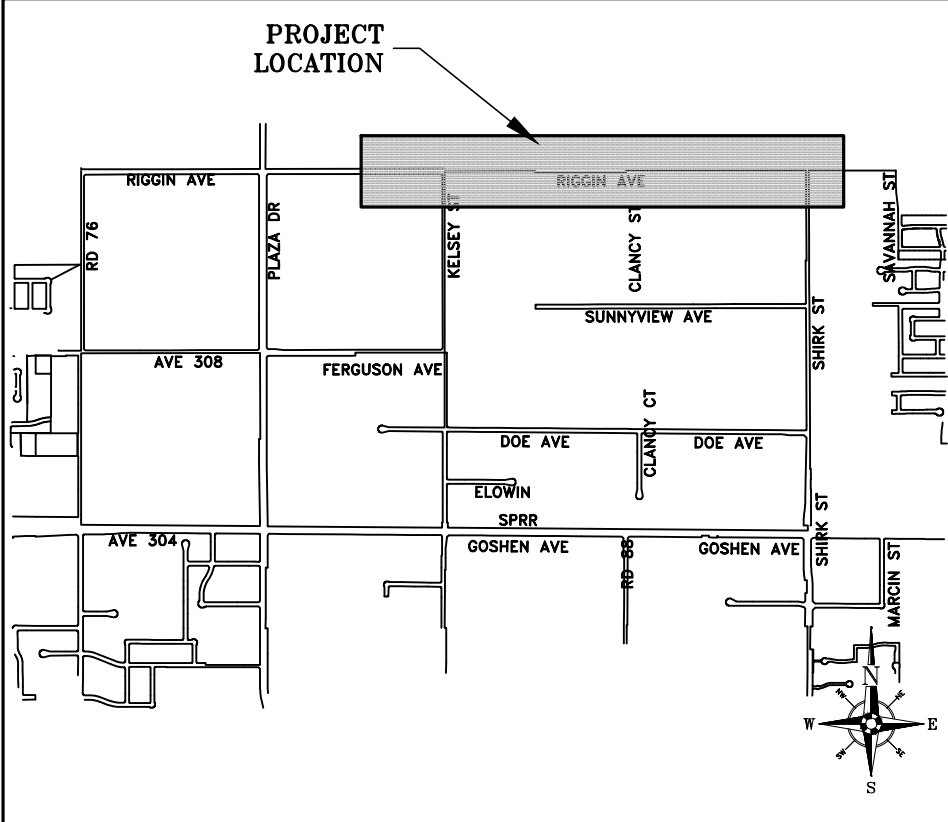 PROJECT
LOCATION
RIGGIN AVE
RIGGIN AVE
RD 76
PLAZA DR
KELSEY ST
CLANCY ST
SAVANNAH ST
SUNNYVIEW AVE
SHIRK ST
AVE 308
FERGUSON AVE
DOE AVE
CLANCY CT
DOE AVE
ELOWIN
SPRR
SHIRK ST
AVE 304
GOSHEN AVE
RD 88
GOSHEN AVE
MARCIN ST
N
NW
NE
W
E
SW
SE
S